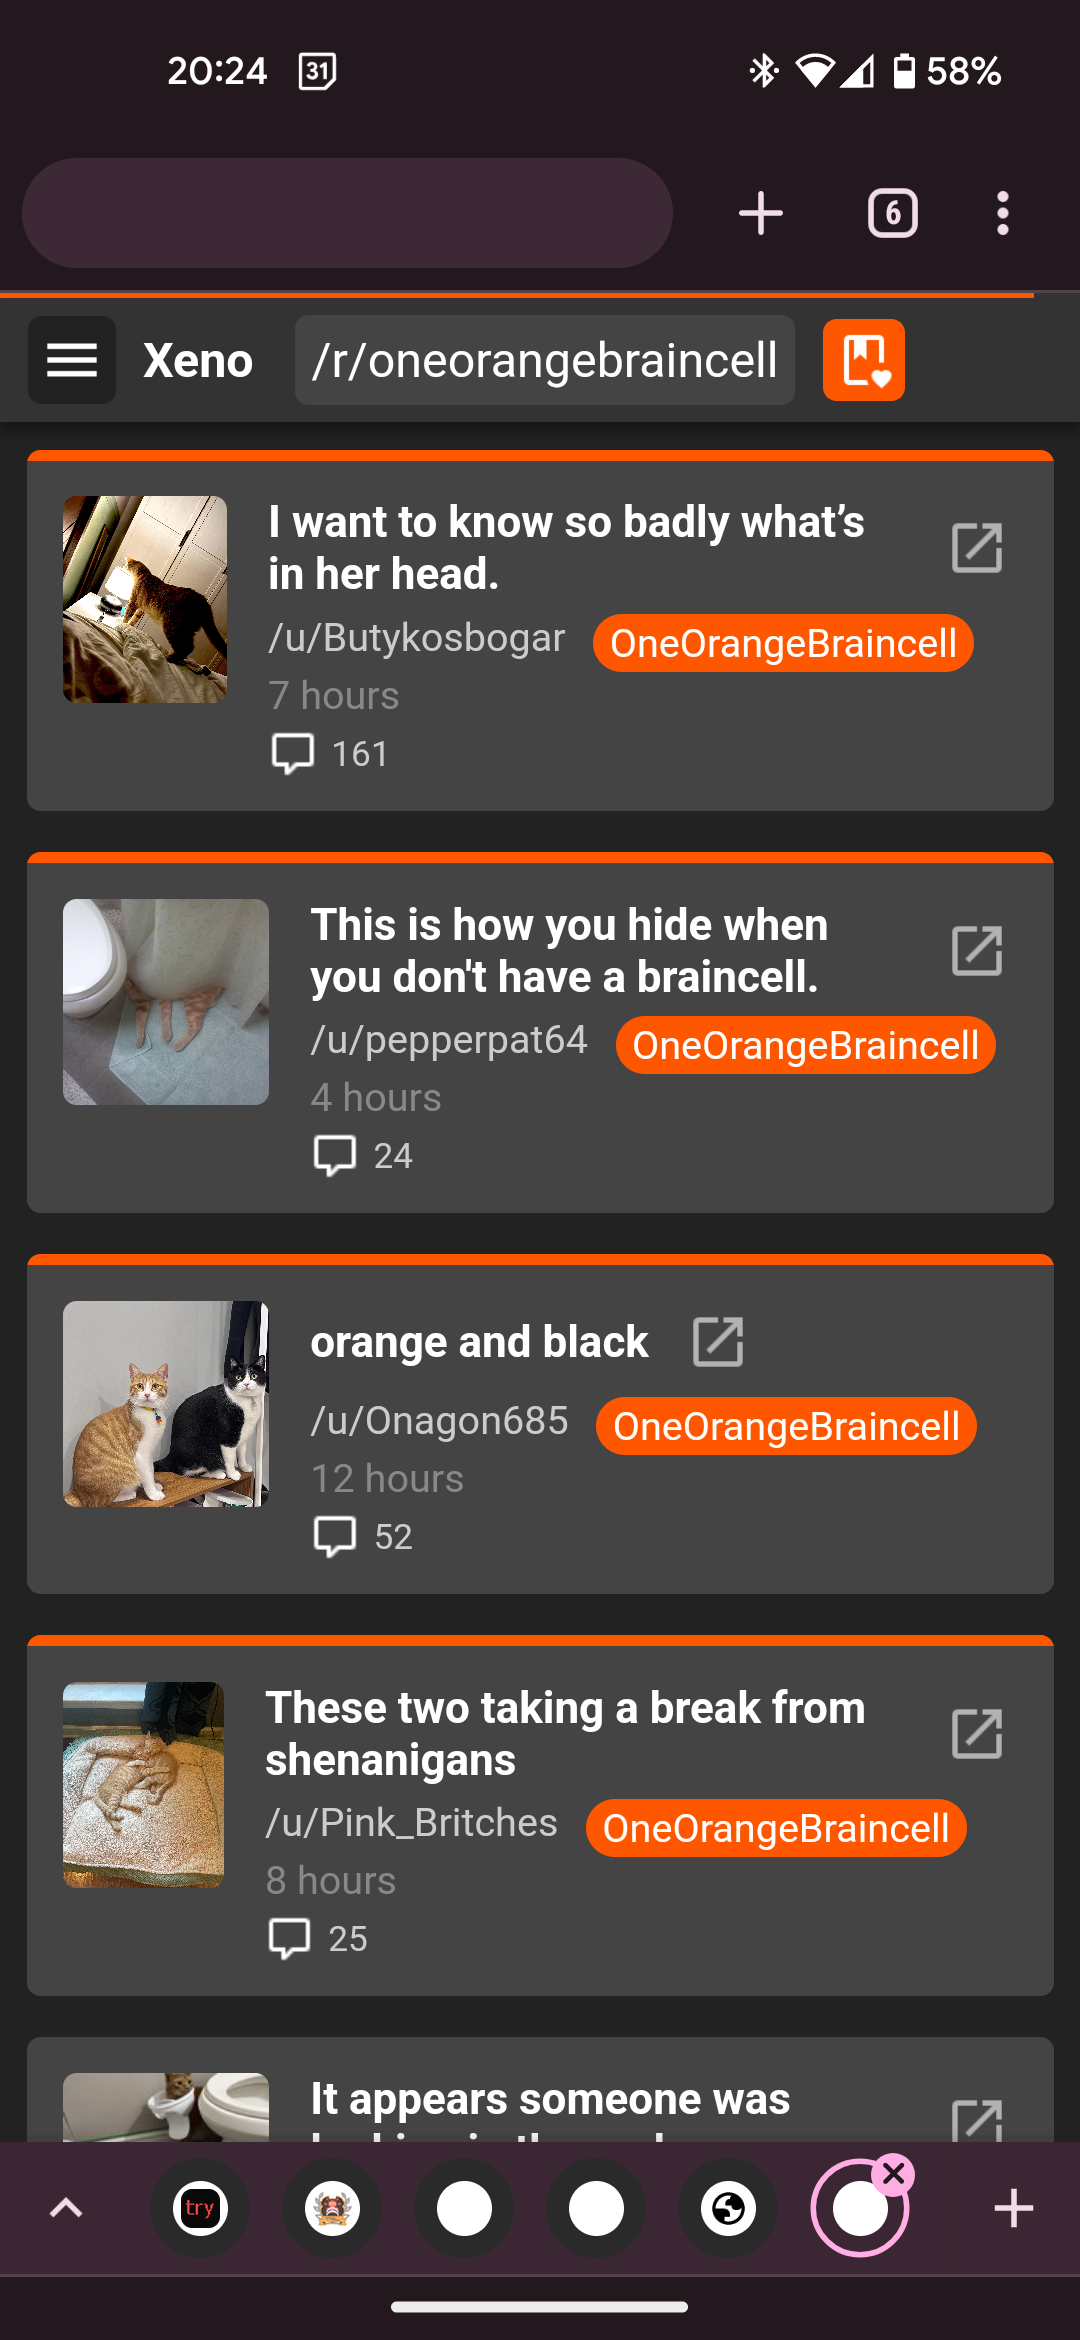 20:24 31 58%
6
Xeno /r/oneorangebraincell
I want to know so badly what’s
in her head.
/u/Butykosbogar OneOrangeBraincell
7 hours
161
This is how you hide when
you don't have a braincell.
/u/pepperpat64 OneOrangeBraincell
4 hours
24
orange and black
/u/Onagon685 OneOrangeBraincell
12 hours
52
These two taking a break from
shenanigans
/u/Pink_Britches OneOrangeBraincell
8 hours
25
It appears someone was
try